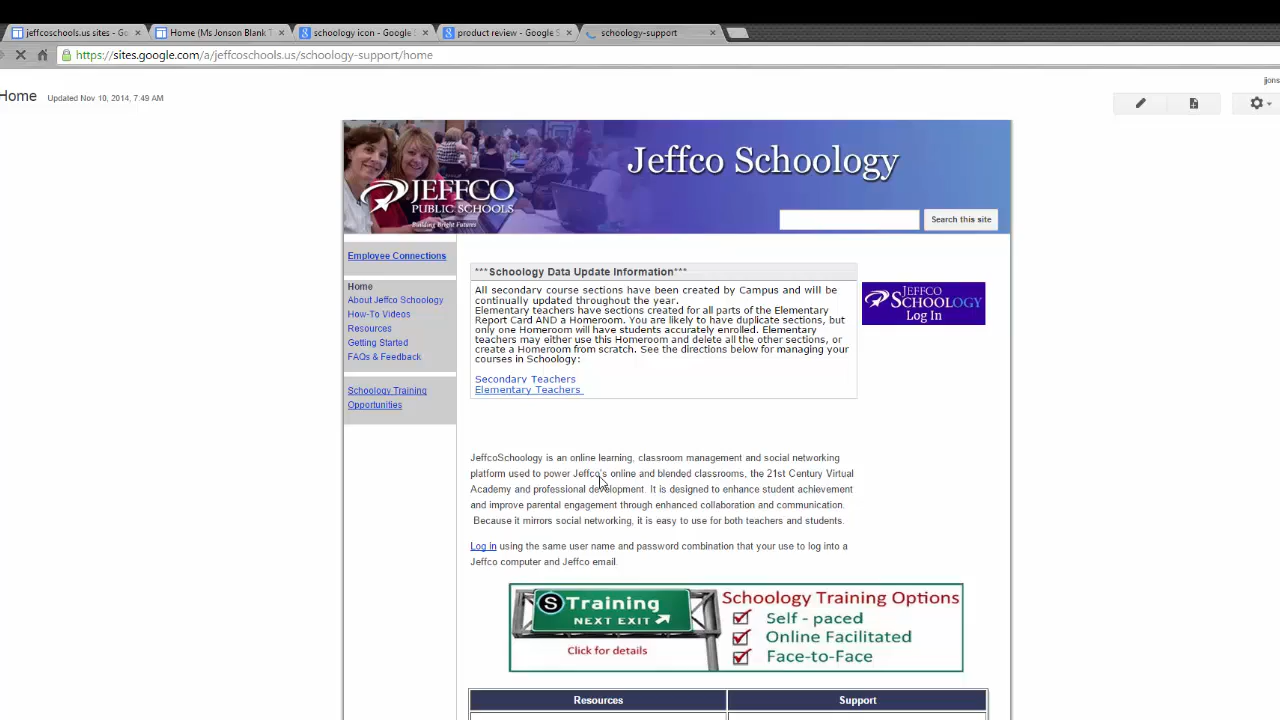 jeffcoschools.us sites - Go
Home (Ms Jonson Blank T
schoology icon - Google
product review - Google S
schoology-support
https://sites.google.com/a/jeffcoschools.us/schoology-support/home
jjons
Home Updated Nov 10, 2014, 7:49 AM
Jeffco Schoology
JEFFCO
PUBLIC SCHOOLS
Building Bright Futures
Search this site
Employee Connections
Home
About Jeffco Schoology
How-To Videos
Resources
Getting Started
FAQs & Feedback
Schoology Training
Opportunities
***Schoology Data Update Information***
All secondary course sections have been created by Campus and will be
continually updated throughout the year.
Elementary teachers have sections created for all parts of the Elementary
Report Card AND a Homeroom. You are likely to have duplicate sections, but
only one Homeroom will have students accurately enrolled. Elementary
teachers may either use this Homeroom and delete all the other sections, or
create a Homeroom from scratch. See the directions below for managing your
courses in Schoology:
Secondary Teachers
Elementary Teachers
JEFFCO
SCHOOLOGY
Log In
JeffcoSchoology is an online learning, classroom management and social networking
platform used to power Jeffco's online and blended classrooms, the 21st Century Virtual
Academy and professional development. It is designed to enhance student achievement
and improve parental engagement through enhanced collaboration and communication.
Because it mirrors social networking, it is easy to use for both teachers and students.
Log in using the same user name and password combination that your use to log into a
Jeffco computer and Jeffco email.
S Training
NEXT EXIT
Click for details
Schoology Training Options
Self - paced
Online Facilitated
Face-to-Face
Resources Support